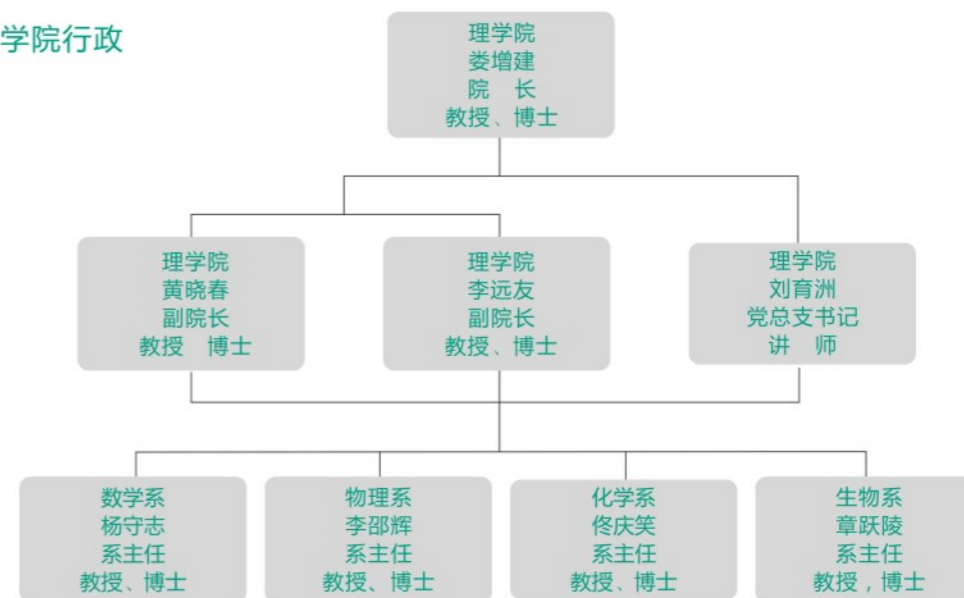 学院行政
理学院
娄增建
院 长
教授、博士
理学院
黄晓春
副院长
教授 博士
理学院
李远友
副院长
教授、博士
理学院
刘育洲
党总支书记
讲 师
数学系
杨守志
系主任
教授、博士
物理系
李邵辉
系主任
教授、博士
化学系
佟庆笑
系主任
教授、博士
生物系
章跃陵
系主任
教授，博士